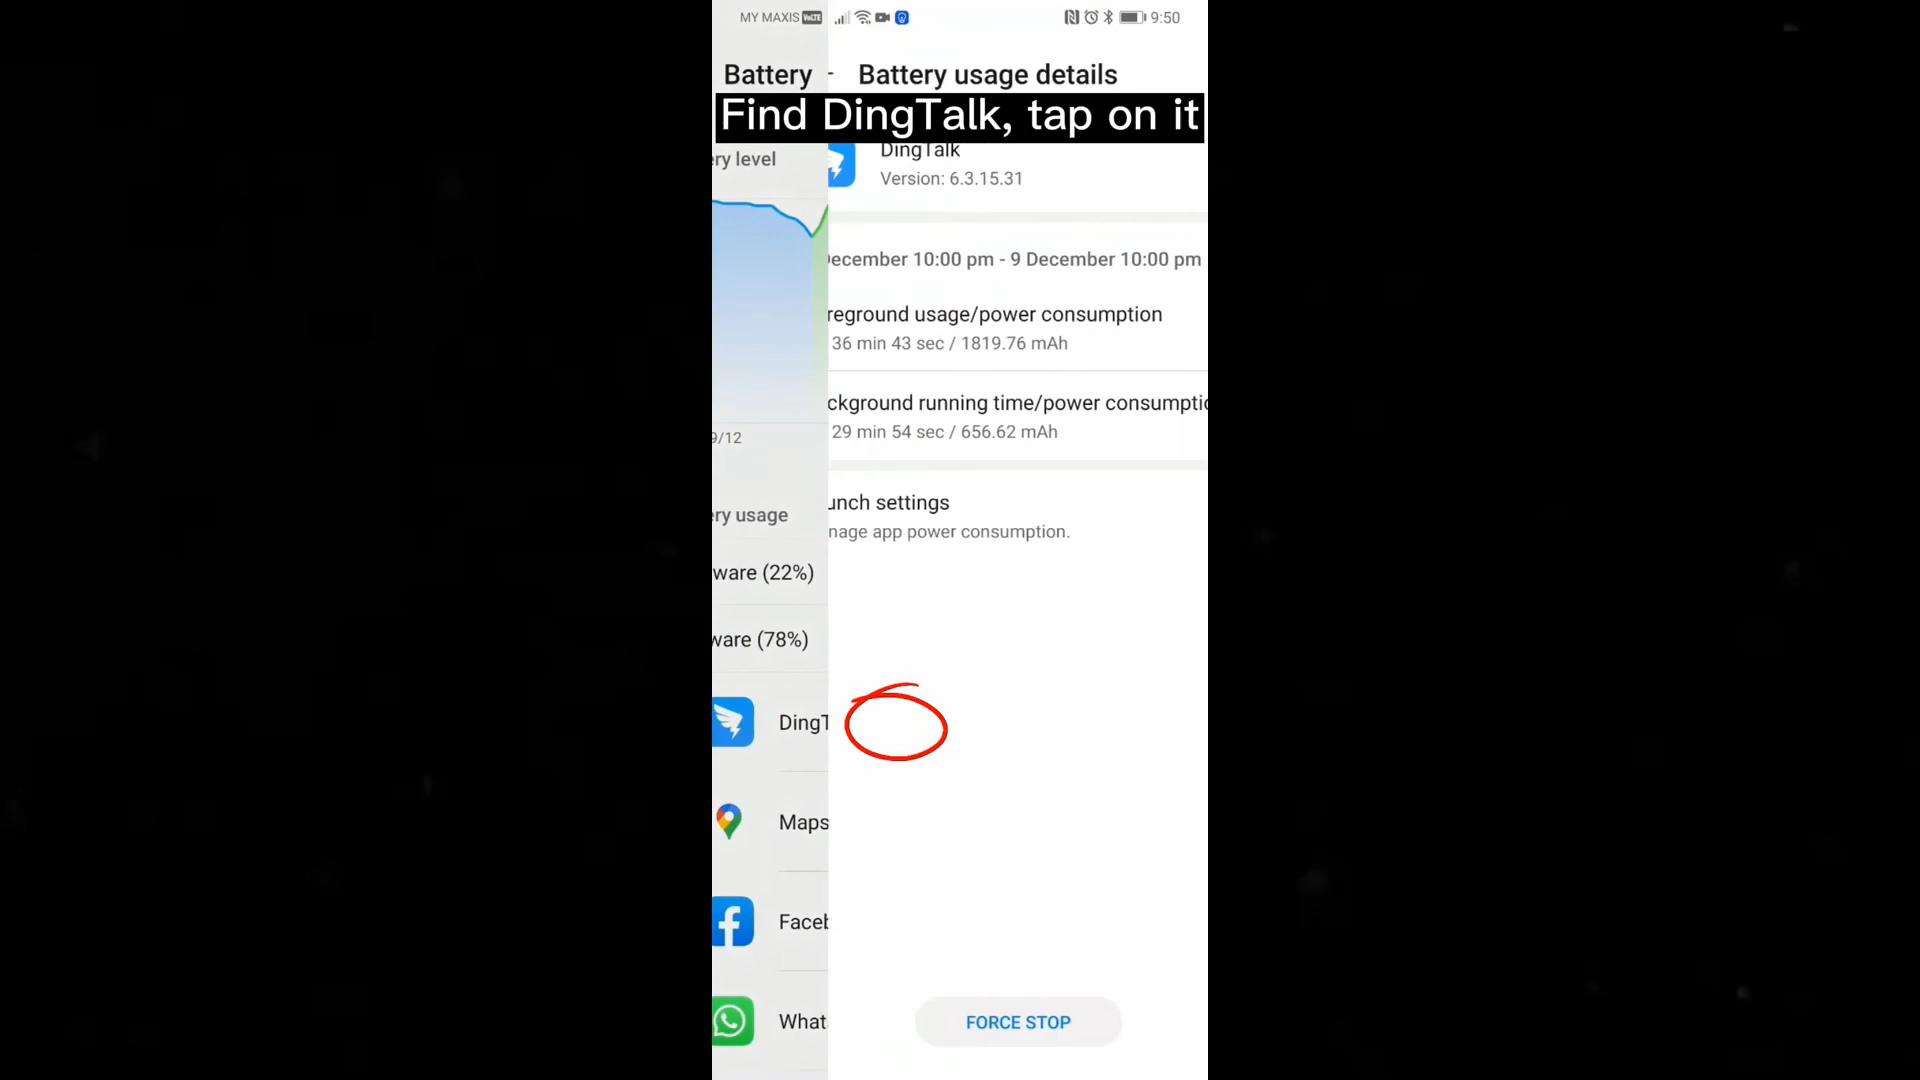 MY MAXIS VoLTE 9:50
Battery
Battery usage details
Find DingTalk, tap on it
ry level
DingTalk
Version: 6.3.15.31
ecember 10:00 pm - 9 December 10:00 pm
reground usage/power consumption
36 min 43 sec / 1819.76 mAh
ckground running time/power consumptio
29 min 54 sec / 656.62 mAh
9/12
unch settings
nage app power consumption.
ery usage
ware (22%)
ware (78%)
DingT
Maps
Faceb
What
FORCE STOP